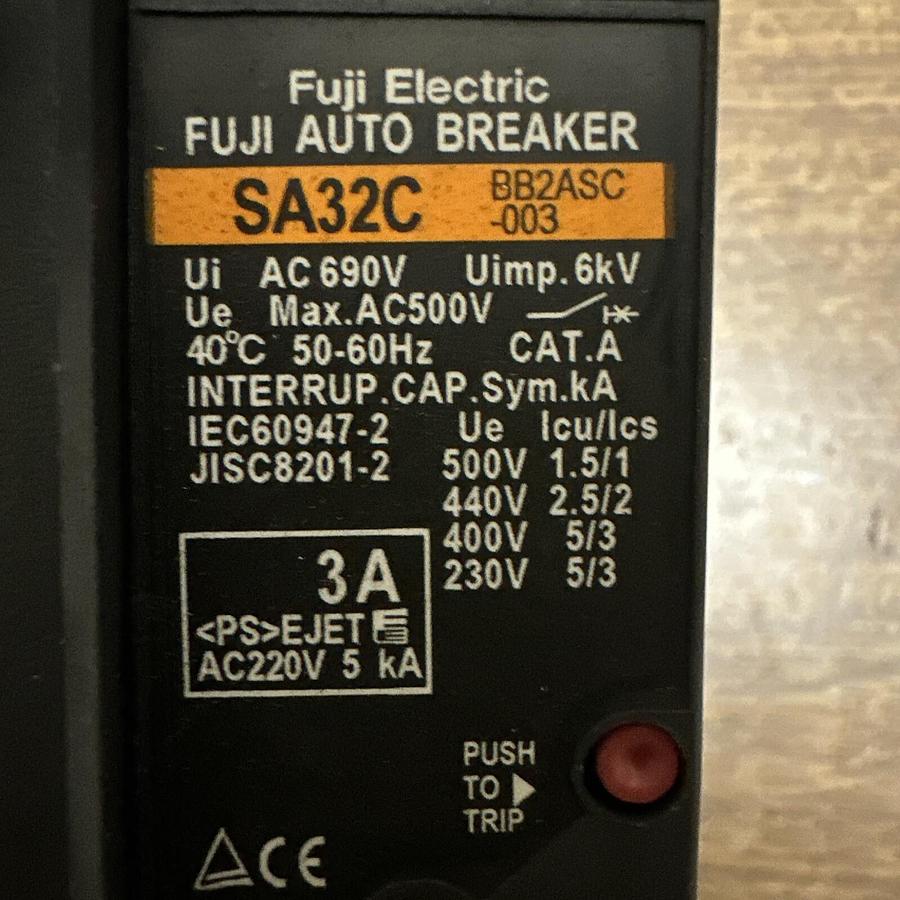 Fuji Electric
FUJI AUTO BREAKER
SA32C BB2ASC
-003
Ui AC 690V Uimp.6kV
Ue Max.AC500V
40°C 50-60Hz CAT.A
INTERRUP.CAP.Sym.kA
IEC60947-2 Ue Icu/Ics
JISC8201-2 500V 1.5/1
440V 2.5/2
400V 5/3
230V 5/3
3A
<PS>EJET
AC220V 5 kA
PUSH
TO ▶
TRIP
CE